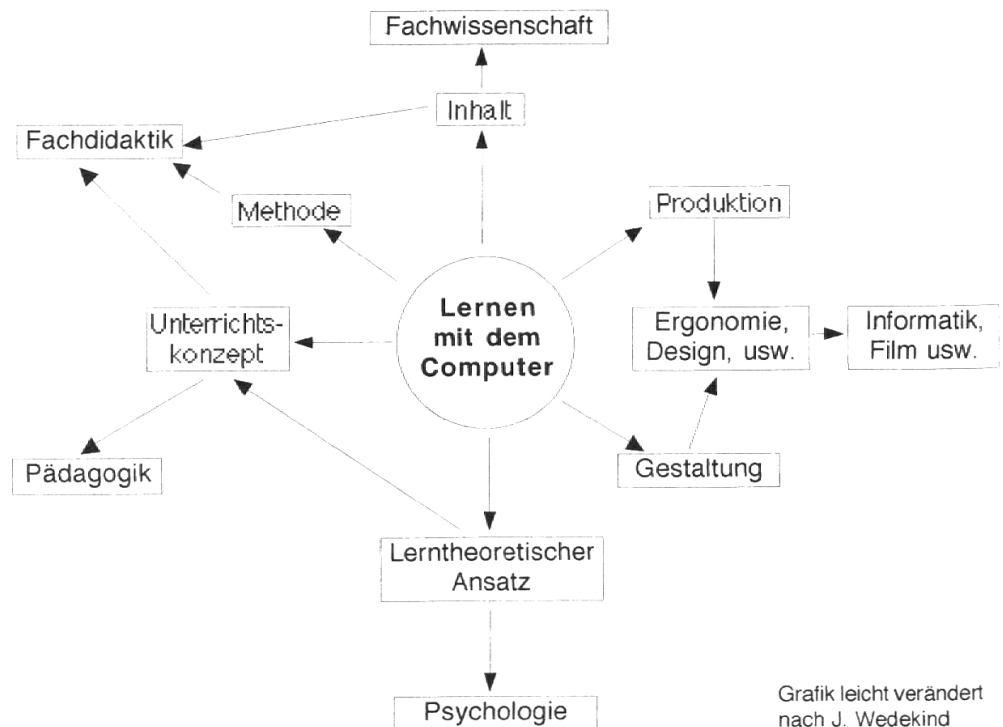 Fachwissenschaft
Inhalt
Fachdidaktik
Methode
Produktion
Unterrichts-
konzept
Lernen
mit dem
Computer
Ergonomie,
Design, usw.
Informatik,
Film usw.
Pädagogik
Gestaltung
Lerntheoretischer
Ansatz
Psychologie
Grafik leicht verändert
nach J. Wedekind